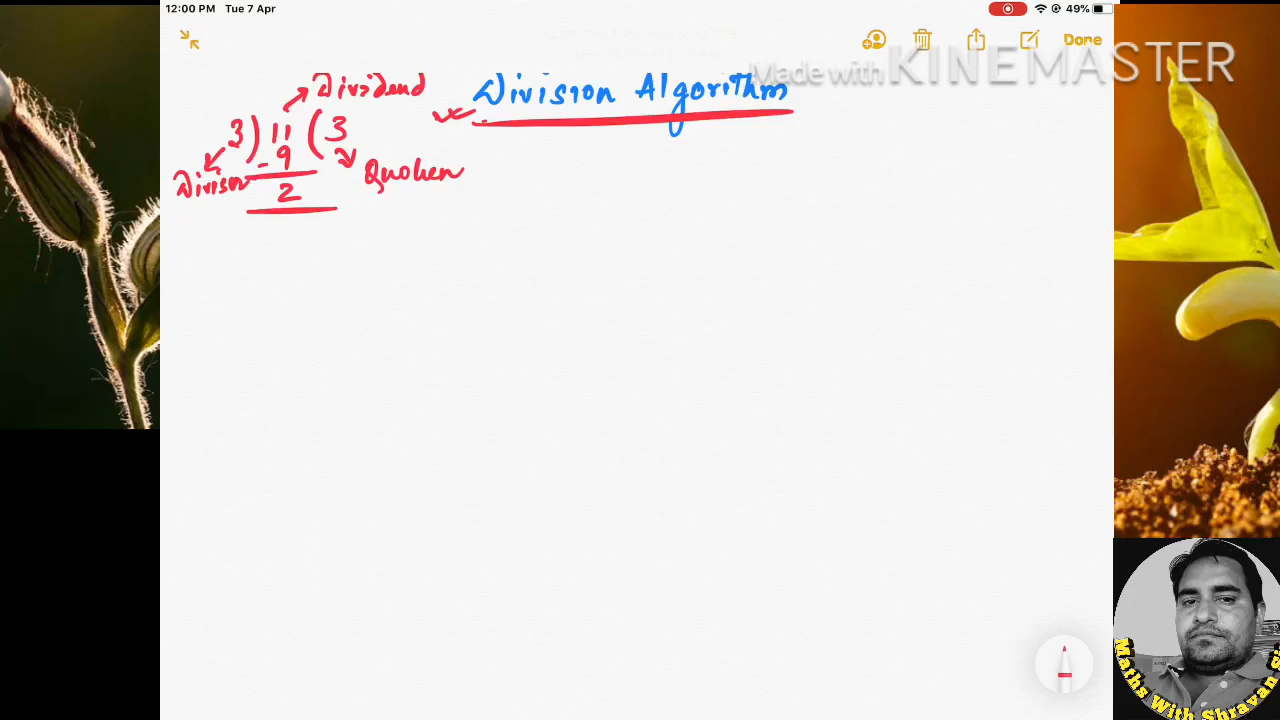 12:00 PM Tue 7 Apr
49%
Done
Made with KINEMASTER
Division Algorithm
Dividend
3) 11 (3
- 9
2
Divisor
Quotien
Maths With Shravan